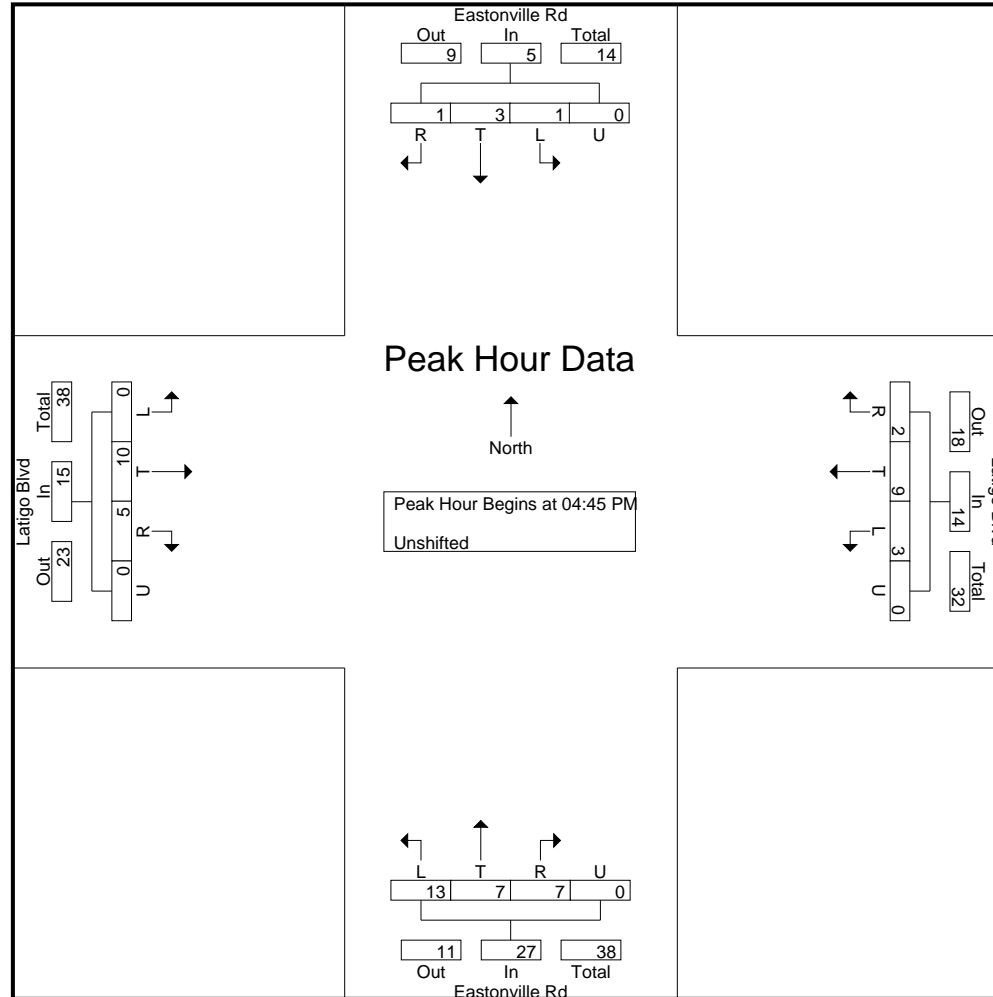 Eastonville Rd
Out In Total
9 5 14
1 3 1 0
R T L U
Peak Hour Data
North
Peak Hour Begins at 04:45 PM
Unshifted
Latigo Blvd
Total In Out
38 15 23
0 10 5 0
L T R U
Out In Total
18 14 32
2 9 3 0
R T L U
L T R U
13 7 7 0
11 27 38
Out In Total
Eastonville Rd